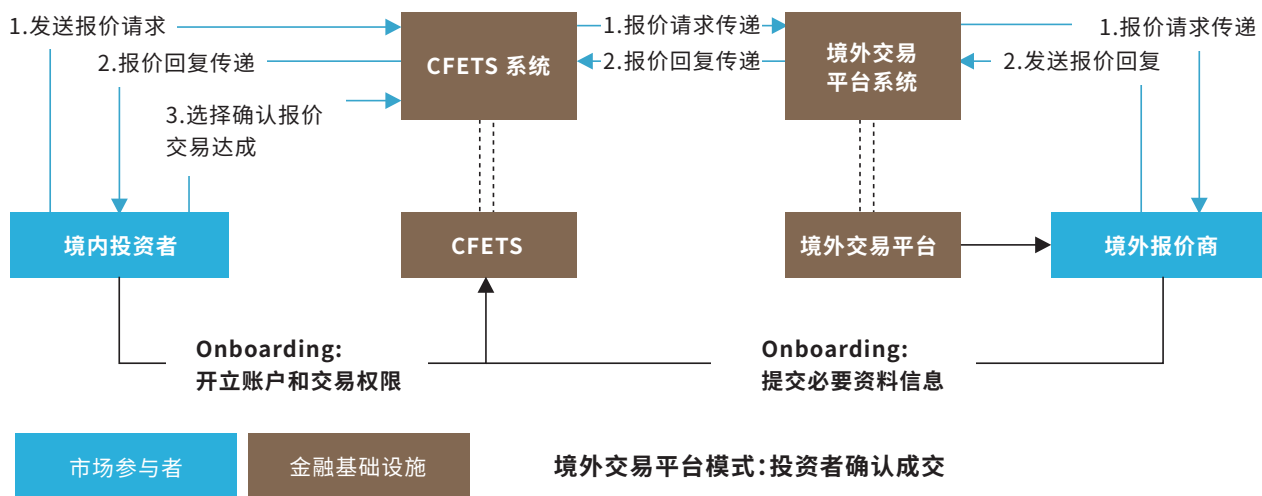 1.发送报价请求
1.报价请求传递
1.报价请求传递
2.报价回复传递
CFETS 系统
2.报价回复传递
境外交易
平台系统
2.发送报价回复
3.选择确认报价
交易达成
境内投资者
CFETS
境外交易平台
境外报价商
Onboarding:
开立账户和交易权限
Onboarding:
提交必要资料信息
市场参与者
金融基础设施
境外交易平台模式:投资者确认成交